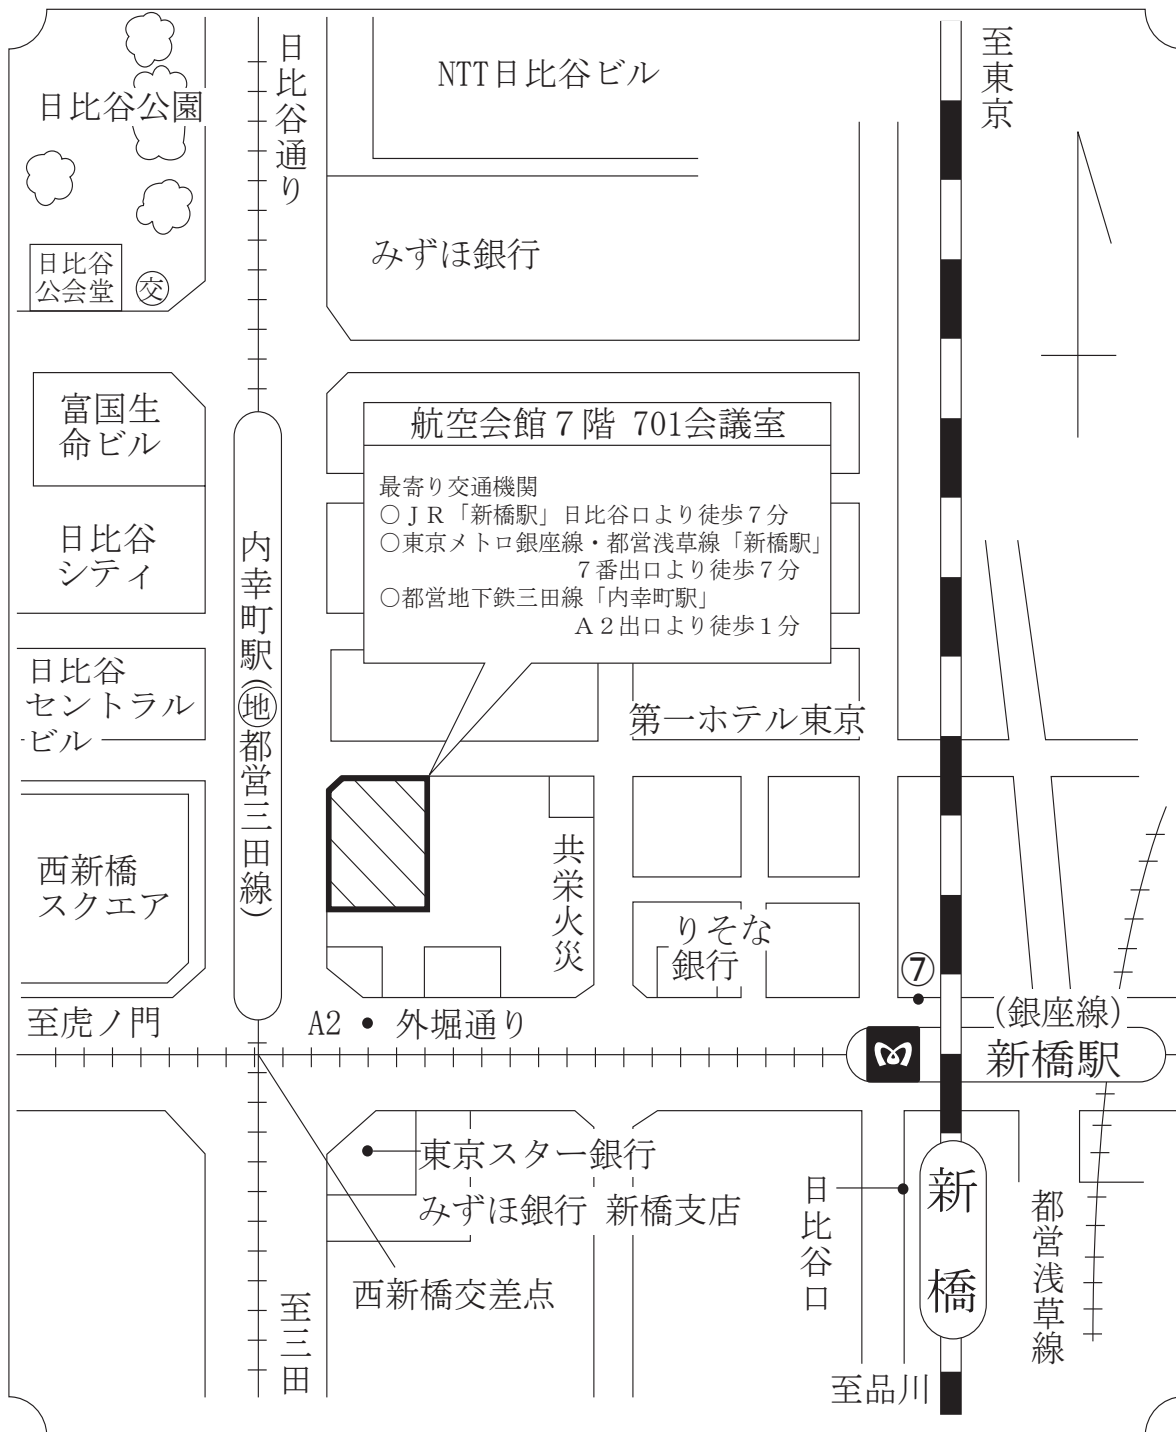 日比谷公園
日比谷通り
NTT日比谷ビル
至東京
みずほ銀行
日比谷
公会堂
交
富国生
命ビル
航空会館７階 701会議室
最寄り交通機関
○ＪＲ「新橋駅」日比谷口より徒歩７分
○東京メトロ銀座線・都営浅草線「新橋駅」
７番出口より徒歩７分
○都営地下鉄三田線「内幸町駅」
Ａ２出口より徒歩１分
日比谷
シティ
内幸町駅(地都営三田線)
日比谷
セントラル
ビル
第一ホテル東京
西新橋
スクエア
共栄火災
りそな
銀行
⑦
至虎ノ門
A2
外堀通り
(銀座線)
新橋駅
東京スター銀行
みずほ銀行 新橋支店
日比谷口
新橋
都営浅草線
西新橋交差点
至三田
至品川